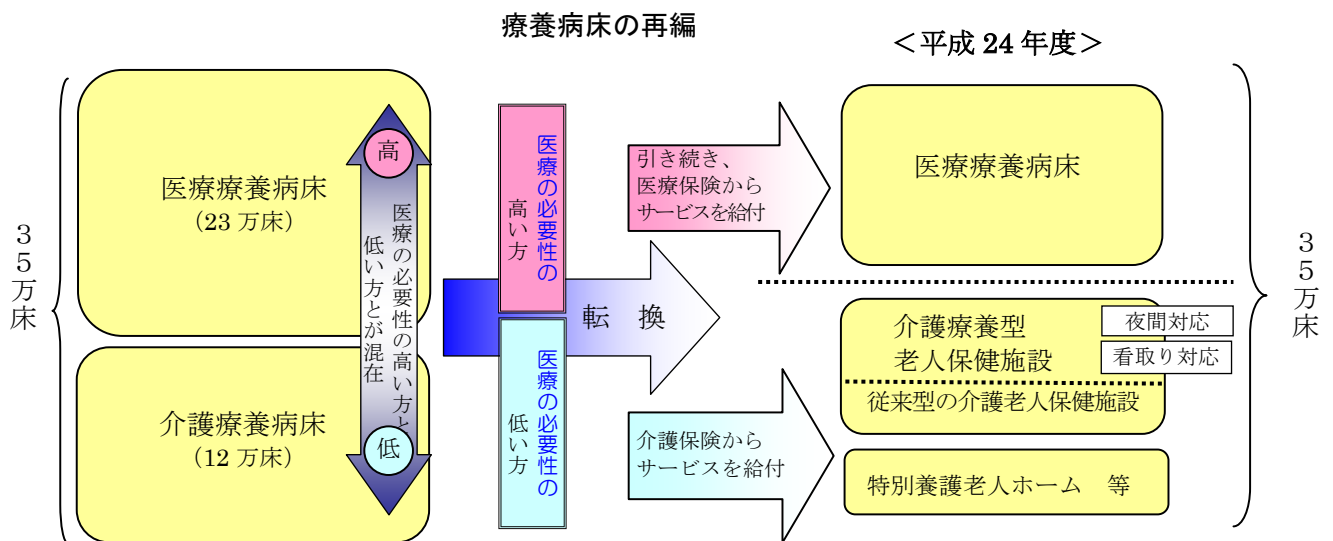 療養病床の再編
＜平成 24 年度＞
35万床
医療療養病床
（23 万床）
介護療養病床
（12 万床）
高
医療の必要性の高い方と
低い方とが混在
低
医療の必要性の
高い方
医療の必要性の
低い方
転　換
引き続き、
医療保険から
サービスを給付
介護保険から
サービスを給付
医療療養病床
介護療養型
老人保健施設
夜間対応
看取り対応
従来型の介護老人保健施設
特別養護老人ホーム　等
35万床